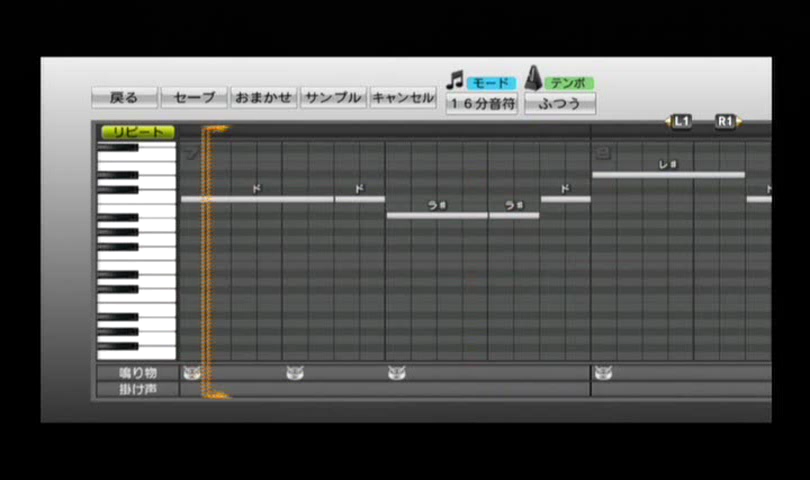 モード テンポ
戻る セーブ おまかせ サンプル キャンセル 16分音符 ふつう
L1 R1
リピート
レ#
ド ド ド
ラ# ラ#
鳴り物
掛け声